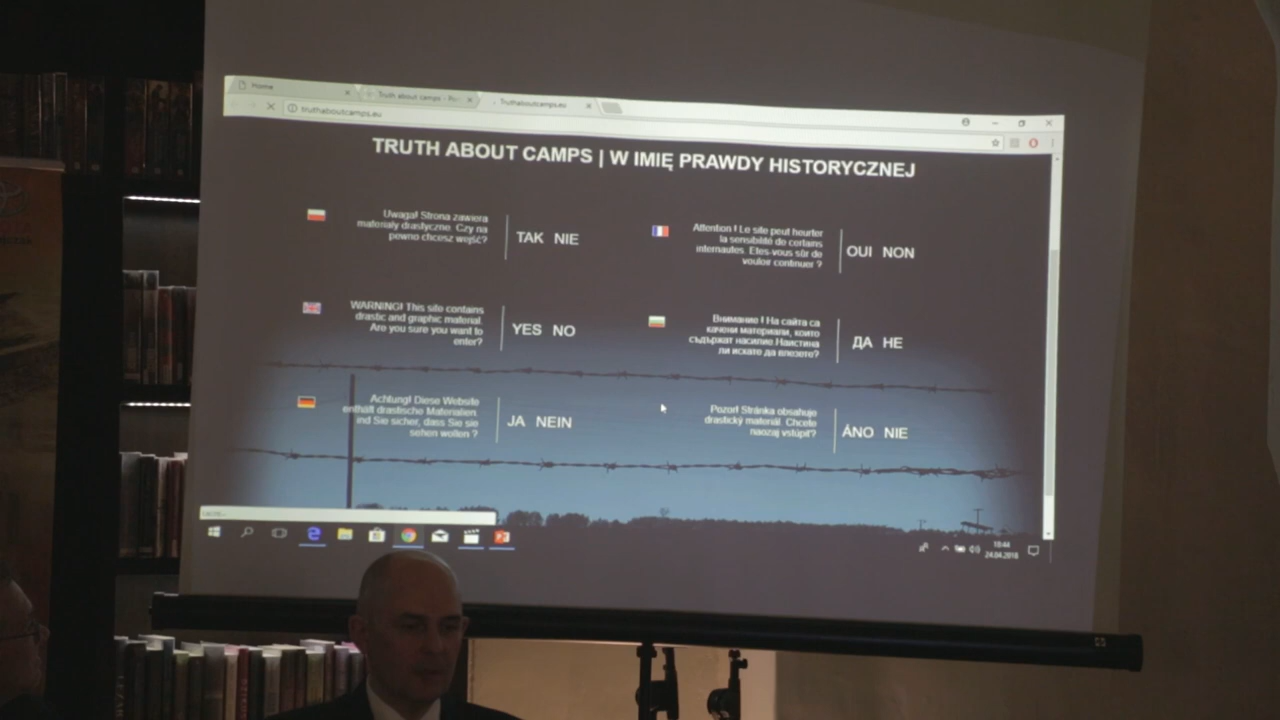 Home
Truth about camps - Po
Truthaboutcamps.eu
truthaboutcamps.eu
TRUTH ABOUT CAMPS | W IMIĘ PRAWDY HISTORYCZNEJ
Uwaga! Strona zawiera
materiały drastyczne. Czy na
pewno chcesz wejść?
TAK NIE
Attention ! Le site peut heurter
la sensibilité de certains
internautes. Etes-vous sûr de
vouloir continuer ?
OUI NON
WARNING! This site contains
drastic and graphic material.
Are you sure you want to
enter?
YES NO
Внимание ! На сайта са
качени материали, които
съдържат насилие.Наистина
ли искате да влезете?
ДА НЕ
Achtung! Diese Website
enthält drastische Materialien.
ind Sie sicher, dass Sie sie
sehen wollen ?
JA NEIN
Pozor! Stránka obsahuje
drastický materiál. Chcete
naozaj vstúpiť?
ÁNO NIE
18:44
24.04.2018